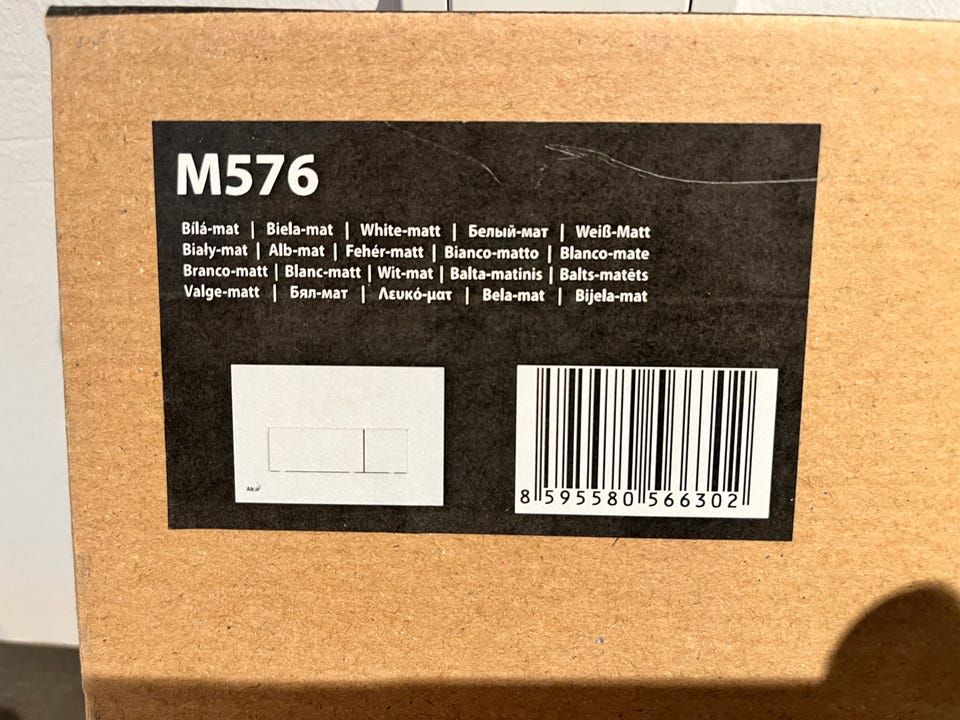 M576
Bílá-mat | Biela-mat | White-matt | Белый-мат | Weiß-Matt
Biały-mat | Alb-mat | Fehér-matt | Bianco-matto | Blanco-mate
Branco-matt | Blanc-matt | Wit-mat | Balta-matinis | Balts-matēts
Valge-matt | Бял-мат | Λευκό-ματ | Bela-mat | Bijela-mat
Alca
8 595580 566302